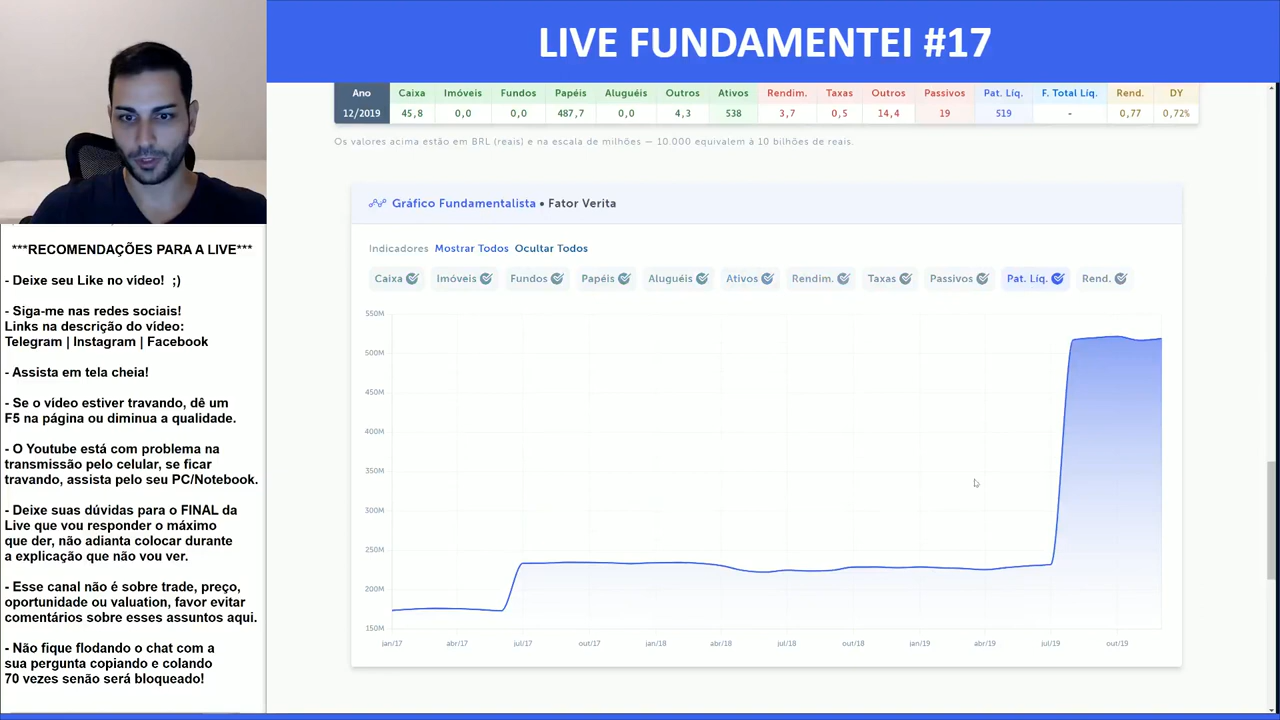 LIVE FUNDAMENTEI #17
Ano Caixa Imóveis Fundos Papéis Aluguéis Outros Ativos Rendim. Taxas Outros Passivos Pat. Líq. F. Total Líq. Rend. DY
12/2019 45,8 0,0 0,0 487,7 0,0 4,3 538 3,7 0,5 14,4 19 519 - 0,77 0,72%
Os valores acima estão em BRL (reais) e na escala de milhões — 10.000 equivalem à 10 bilhões de reais.
Gráfico Fundamentalista • Fator Verita
Indicadores Mostrar Todos Ocultar Todos
Caixa Imóveis Fundos Papéis Aluguéis Ativos Rendim. Taxas Passivos Pat. Líq. Rend.
550M
500M
450M
400M
350M
300M
250M
200M
150M
jan/17 abr/17 jul/17 out/17 jan/18 abr/18 jul/18 out/18 jan/19 abr/19 jul/19 out/19
***RECOMENDAÇÕES PARA A LIVE***
- Deixe seu Like no vídeo! ;)
- Siga-me nas redes sociais!
Links na descrição do vídeo:
Telegram | Instagram | Facebook
- Assista em tela cheia!
- Se o vídeo estiver travando, dê um
F5 na página ou diminua a qualidade.
- O Youtube está com problema na
transmissão pelo celular, se ficar
travando, assista pelo seu PC/Notebook.
- Deixe suas dúvidas para o FINAL da
Live que vou responder o máximo
que der, não adianta colocar durante
a explicação que não vou ver.
- Esse canal não é sobre trade, preço,
oportunidade ou valuation, favor evitar
comentários sobre esses assuntos aqui.
- Não fique flodando o chat com a
sua pergunta copiando e colando
70 vezes senão será bloqueado!